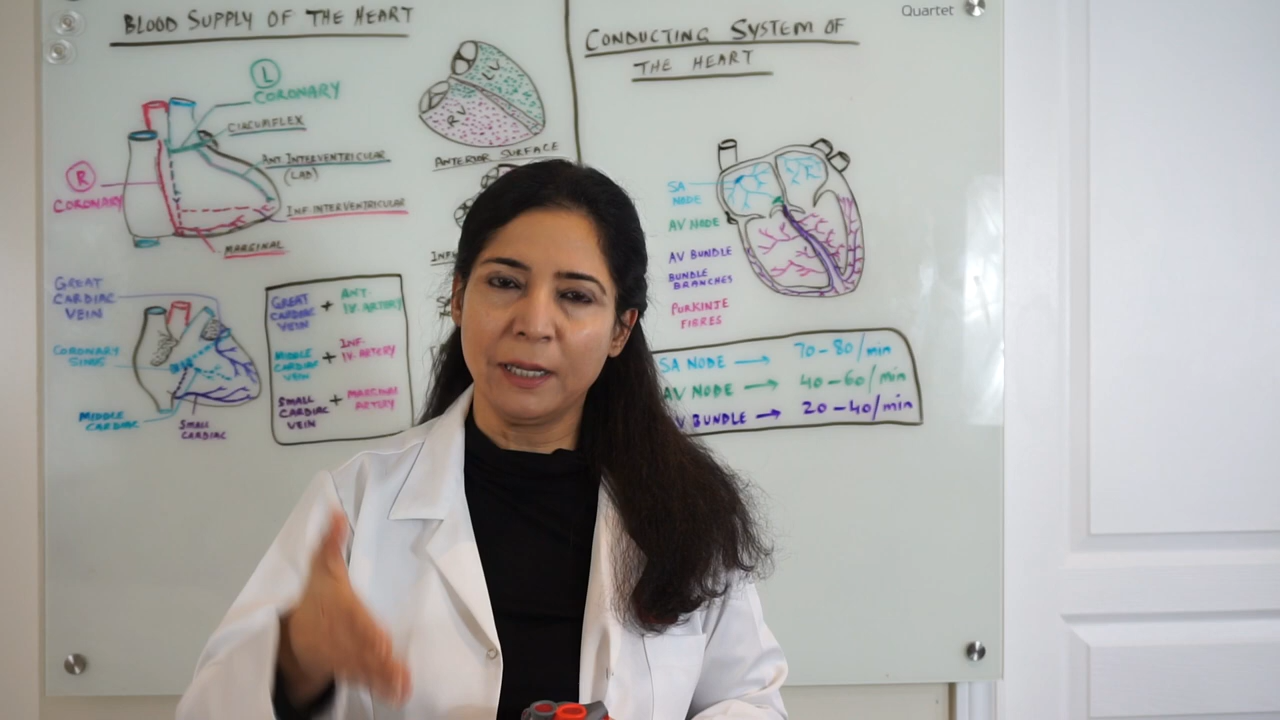 BLOOD SUPPLY OF THE HEART
L
CORONARY
CIRCUMFLEX
ANT INTERVENTRICULAR
(LAD)
R
CORONARY
INF. INTERVENTRICULAR
MARGINAL
LV
RV
ANTERIOR SURFACE
GREAT
CARDIAC
VEIN
CORONARY
SINUS
MIDDLE
CARDIAC
SMALL
CARDIAC
GREAT
CARDIAC
VEIN
+
ANT.
IV. ARTERY
MIDDLE
CARDIAC
VEIN
+
INF.
IV. ARTERY
SMALL
CARDIAC
VEIN
+
MARGINAL
ARTERY
Quartet
CONDUCTING SYSTEM OF
THE HEART
SA
NODE
AV NODE
AV BUNDLE
BUNDLE
BRANCHES
PURKINJE
FIBRES
SA NODE → 70-80/min
AV NODE → 40-60/min
V BUNDLE → 20-40/min